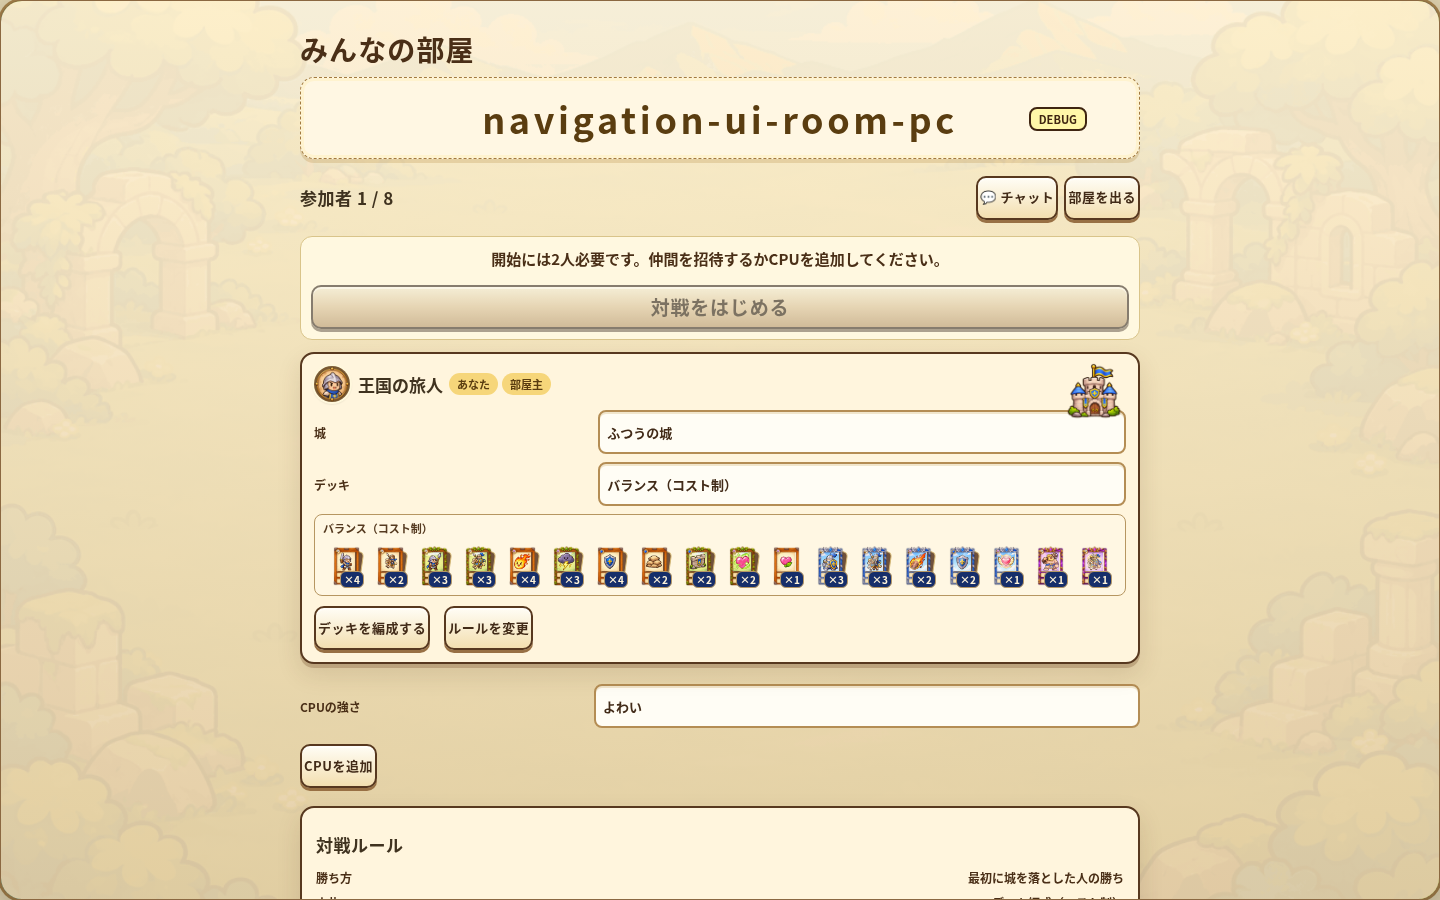 みんなの部屋
navigation-ui-room-pc
DEBUG
参加者 1 / 8
💬 チャット
部屋を出る
開始には2人必要です。仲間を招待するかCPUを追加してください。
対戦をはじめる
王国の旅人 あなた 部屋主
城 ふつうの城
デッキ バランス（コスト制）
バランス（コスト制）
×4 ×2 ×3 ×3 ×4 ×3 ×4 ×2 ×2 ×2 ×1 ×3 ×3 ×2 ×2 ×1 ×1 ×1
デッキを編成する ルールを変更
CPUの強さ よわい
CPUを追加
対戦ルール
勝ち方 最初に城を落とした人の勝ち